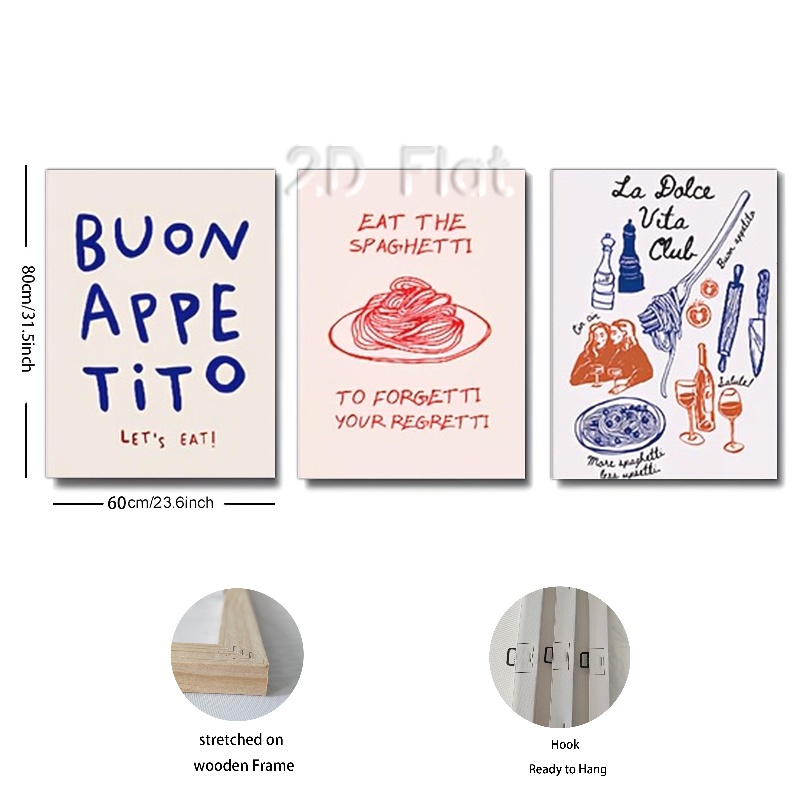 2D Flat
80cm/31.5inch
BUON
APPE
TiTO
LET'S EAT!
EAT THE
SPAGHETTI
TO FORGETTI
YOUR REGRETTI
La Dolce
Vita
Club
Buon appetito
Cin cin
Salute!
More spaghetti
less upsetti
60cm/23.6inch
stretched on
wooden Frame
Hook
Ready to Hang